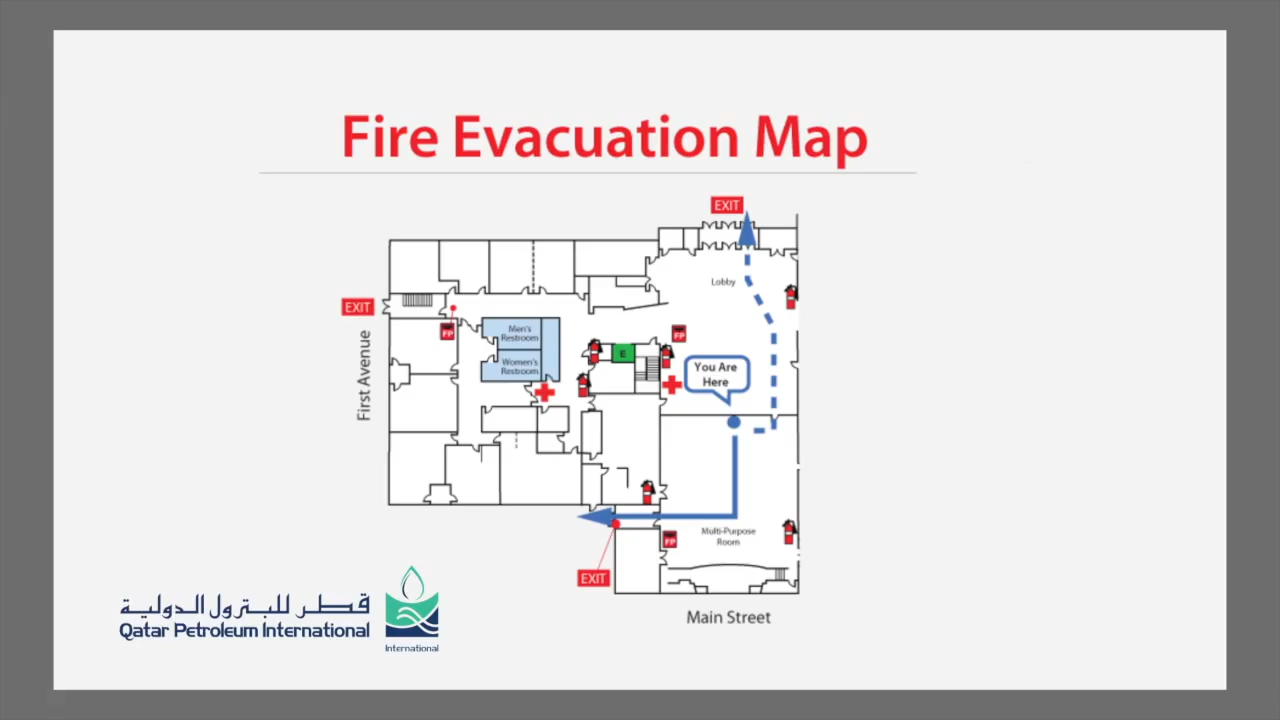 Fire Evacuation Map
EXIT
Lobby
EXIT
FP
Men's
Restroom
FP
E
Women's
Restroom
You Are
Here
First Avenue
Multi-Purpose
Room
FP
EXIT
Main Street
قطر للبترول الدولية
Qatar Petroleum International
International